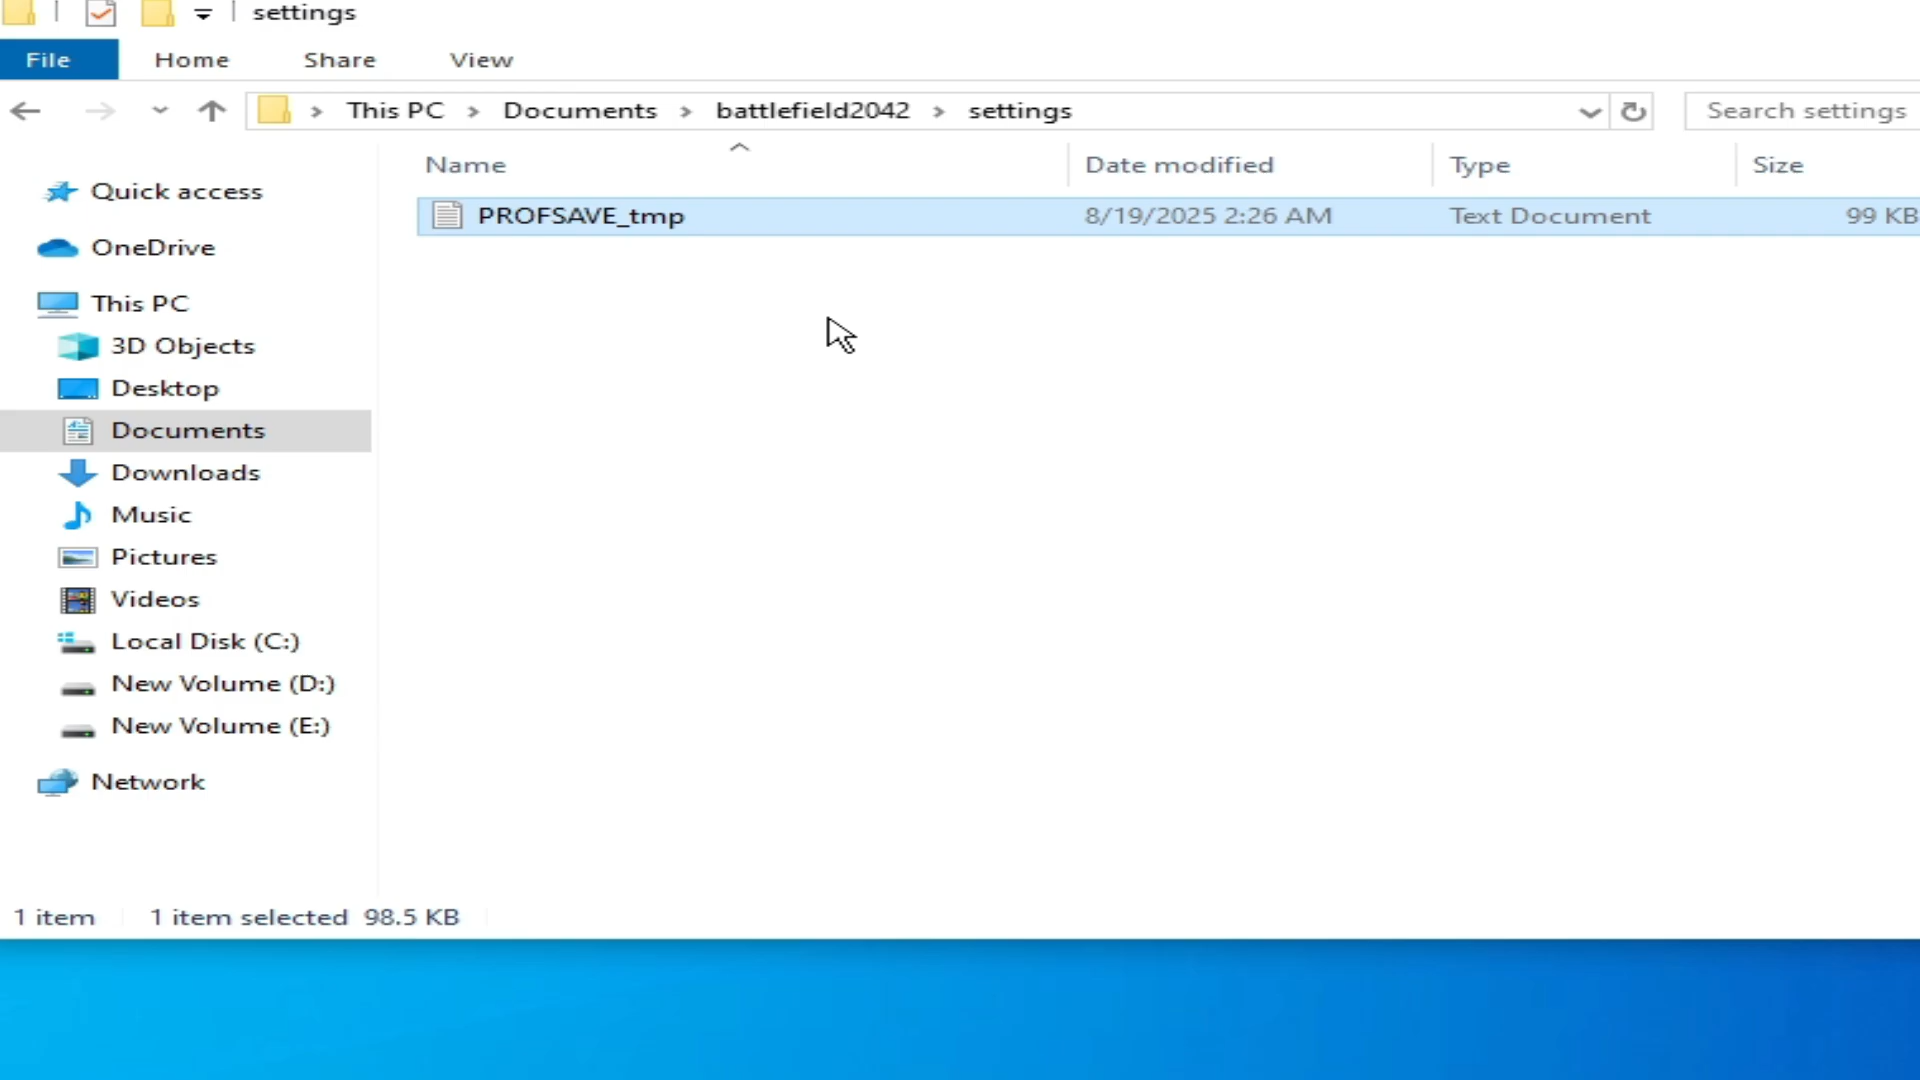 settings
File Home Share View
This PC Documents battlefield2042 settings Search settings
Name Date modified Type Size
PROFSAVE_tmp 8/19/2025 2:26 AM Text Document 99 KB
Quick access
OneDrive
This PC
3D Objects
Desktop
Documents
Downloads
Music
Pictures
Videos
Local Disk (C:)
New Volume (D:)
New Volume (E:)
Network
1 item 1 item selected 98.5 KB